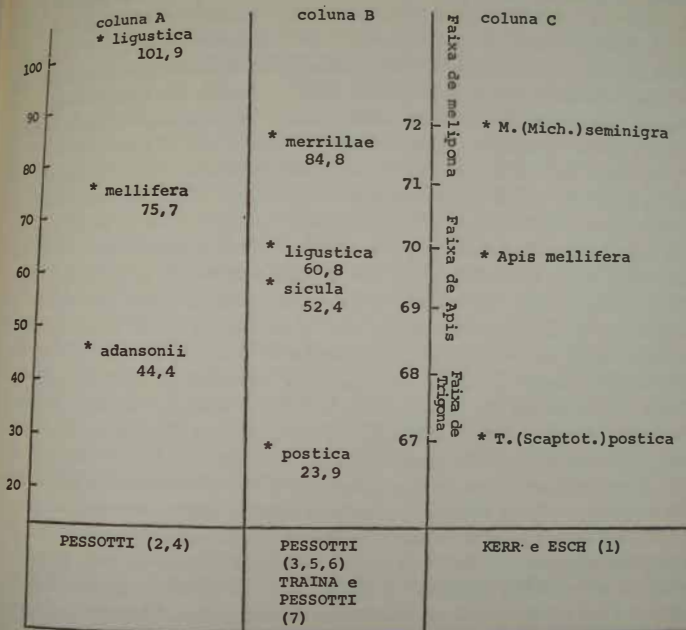 coluna A
* ligustica
101,9
100
90
80
* mellifera
75,7
70
60
50
* adansonii
44,4
40
30
20
PESSOTTI (2,4)
coluna B
* merrillae
84,8
* ligustica
60,8
* sicula
52,4
* postica
23,9
PESSOTTI
(3,5,6)
TRAINA e
PESSOTTI
(7)
Faixa de melipona
Faixa de Apis
Faixa de
Trigona
coluna C
72 * M.(Mich.)seminigra
71
70 * Apis mellifera
69
68
67 * T.(Scaptot.)postica
KERR e ESCH (1)